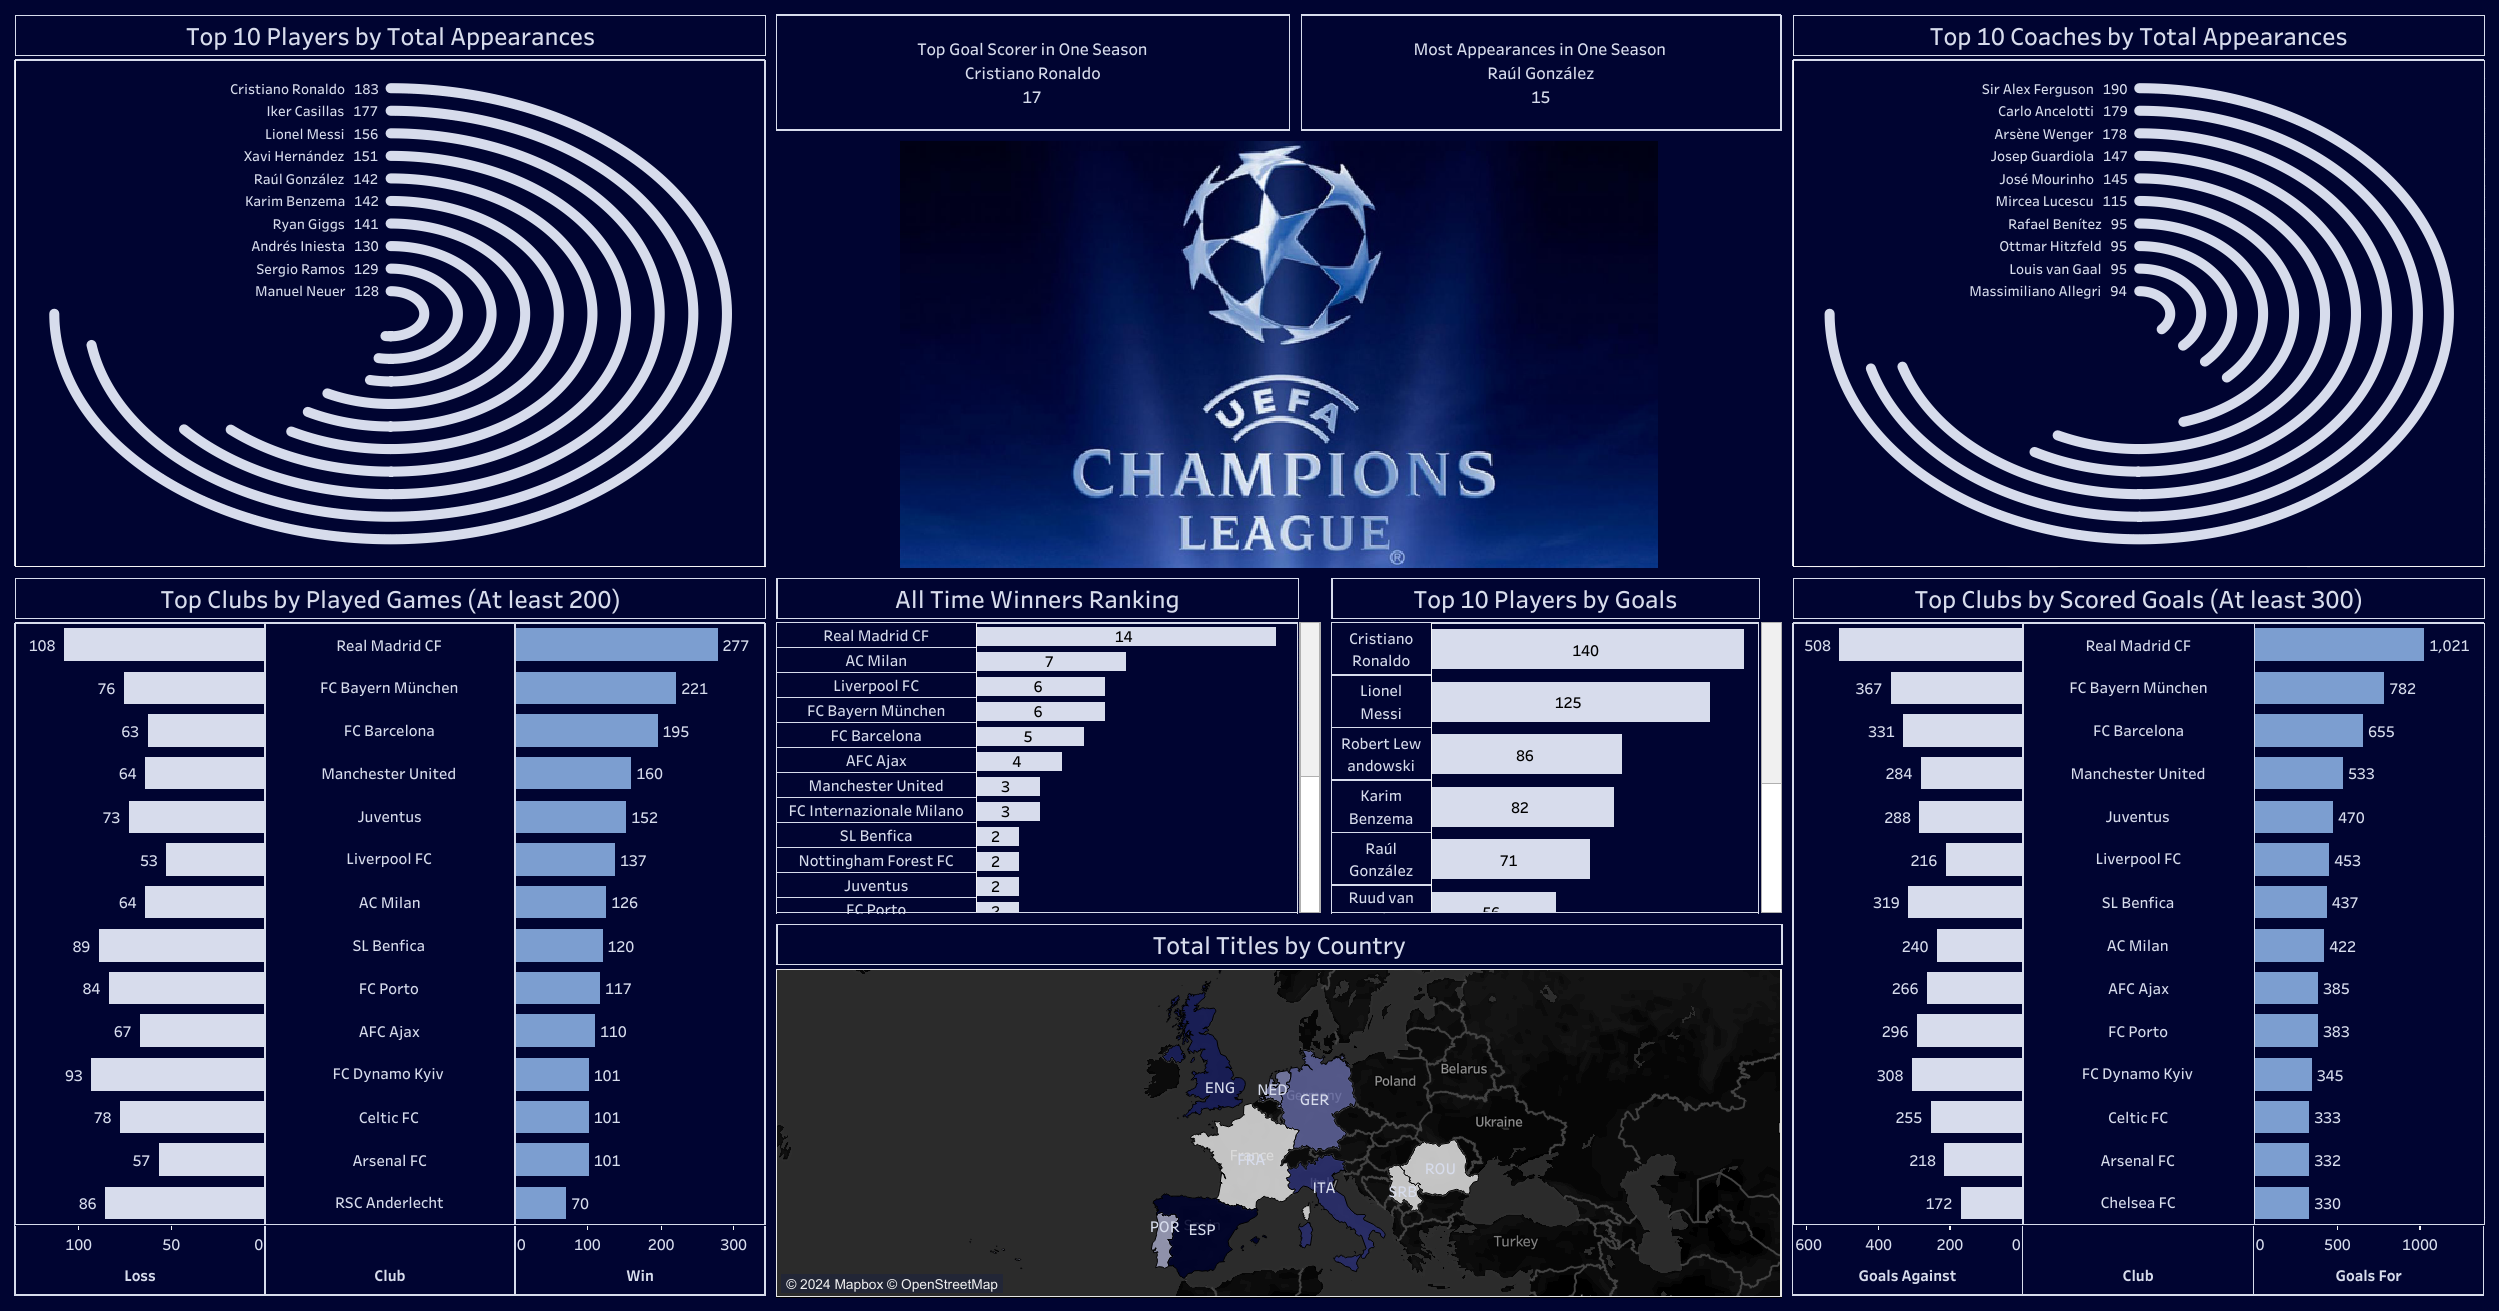 Top 10 Players by Total Appearances
Cristiano Ronaldo 183
Iker Casillas 177
Lionel Messi 156
Xavi Hernández 151
Raúl González 142
Karim Benzema 142
Ryan Giggs 141
Andrés Iniesta 130
Sergio Ramos 129
Manuel Neuer 128
Top Goal Scorer in One Season
Cristiano Ronaldo
17
Most Appearances in One Season
Raúl González
15
UEFA
CHAMPIONS
LEAGUE®
Top 10 Coaches by Total Appearances
Sir Alex Ferguson 190
Carlo Ancelotti 179
Arsène Wenger 178
Josep Guardiola 147
José Mourinho 145
Mircea Lucescu 115
Rafael Benítez 95
Ottmar Hitzfeld 95
Louis van Gaal 95
Massimiliano Allegri 94
Top Clubs by Played Games (At least 200)
108 Real Madrid CF 277
76 FC Bayern München 221
63 FC Barcelona 195
64 Manchester United 160
73 Juventus 152
53 Liverpool FC 137
64 AC Milan 126
89 SL Benfica 120
84 FC Porto 117
67 AFC Ajax 110
93 FC Dynamo Kyiv 101
78 Celtic FC 101
57 Arsenal FC 101
86 RSC Anderlecht 70
100 50 0 0 100 200 300
Loss Club Win
All Time Winners Ranking
Real Madrid CF 14
AC Milan 7
Liverpool FC 6
FC Bayern München 6
FC Barcelona 5
AFC Ajax 4
Manchester United 3
FC Internazionale Milano 3
SL Benfica 2
Nottingham Forest FC 2
Juventus 2
FC Porto 2
Top 10 Players by Goals
Cristiano
Ronaldo
140
Lionel
Messi
125
Robert Lew
andowski
86
Karim
Benzema
82
Raúl
González
71
Ruud van
56
Total Titles by Country
ENG
NED
Germany
GER
Poland
Belarus
Ukraine
France
FRA
ROU
SRB
ITA
POR
ESP
Turkey
© 2024 Mapbox © OpenStreetMap
Top Clubs by Scored Goals (At least 300)
508 Real Madrid CF 1,021
367 FC Bayern München 782
331 FC Barcelona 655
284 Manchester United 533
288 Juventus 470
216 Liverpool FC 453
319 SL Benfica 437
240 AC Milan 422
266 AFC Ajax 385
296 FC Porto 383
308 FC Dynamo Kyiv 345
255 Celtic FC 333
218 Arsenal FC 332
172 Chelsea FC 330
600 400 200 0 0 500 1000
Goals Against Club Goals For